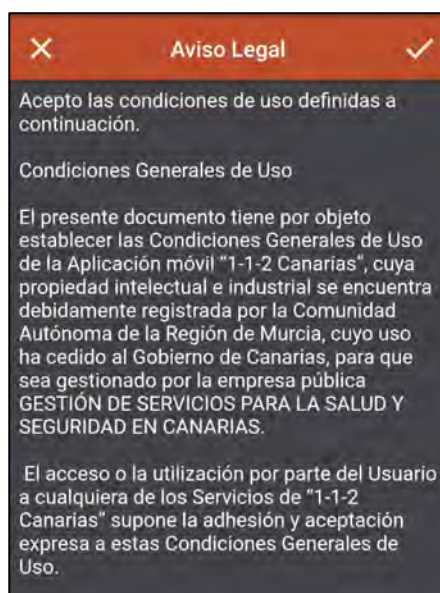 Aviso Legal
Acepto las condiciones de uso definidas a
continuación.
Condiciones Generales de Uso
El presente documento tiene por objeto
establecer las Condiciones Generales de Uso
de la Aplicación móvil “1-1-2 Canarias”, cuya
propiedad intelectual e industrial se encuentra
debidamente registrada por la Comunidad
Autónoma de la Región de Murcia, cuyo uso
ha cedido al Gobierno de Canarias, para que
sea gestionado por la empresa pública
GESTIÓN DE SERVICIOS PARA LA SALUD Y
SEGURIDAD EN CANARIAS.
El acceso o la utilización por parte del Usuario
a cualquiera de los Servicios de “1-1-2
Canarias” supone la adhesión y aceptación
expresa a estas Condiciones Generales de
Uso.